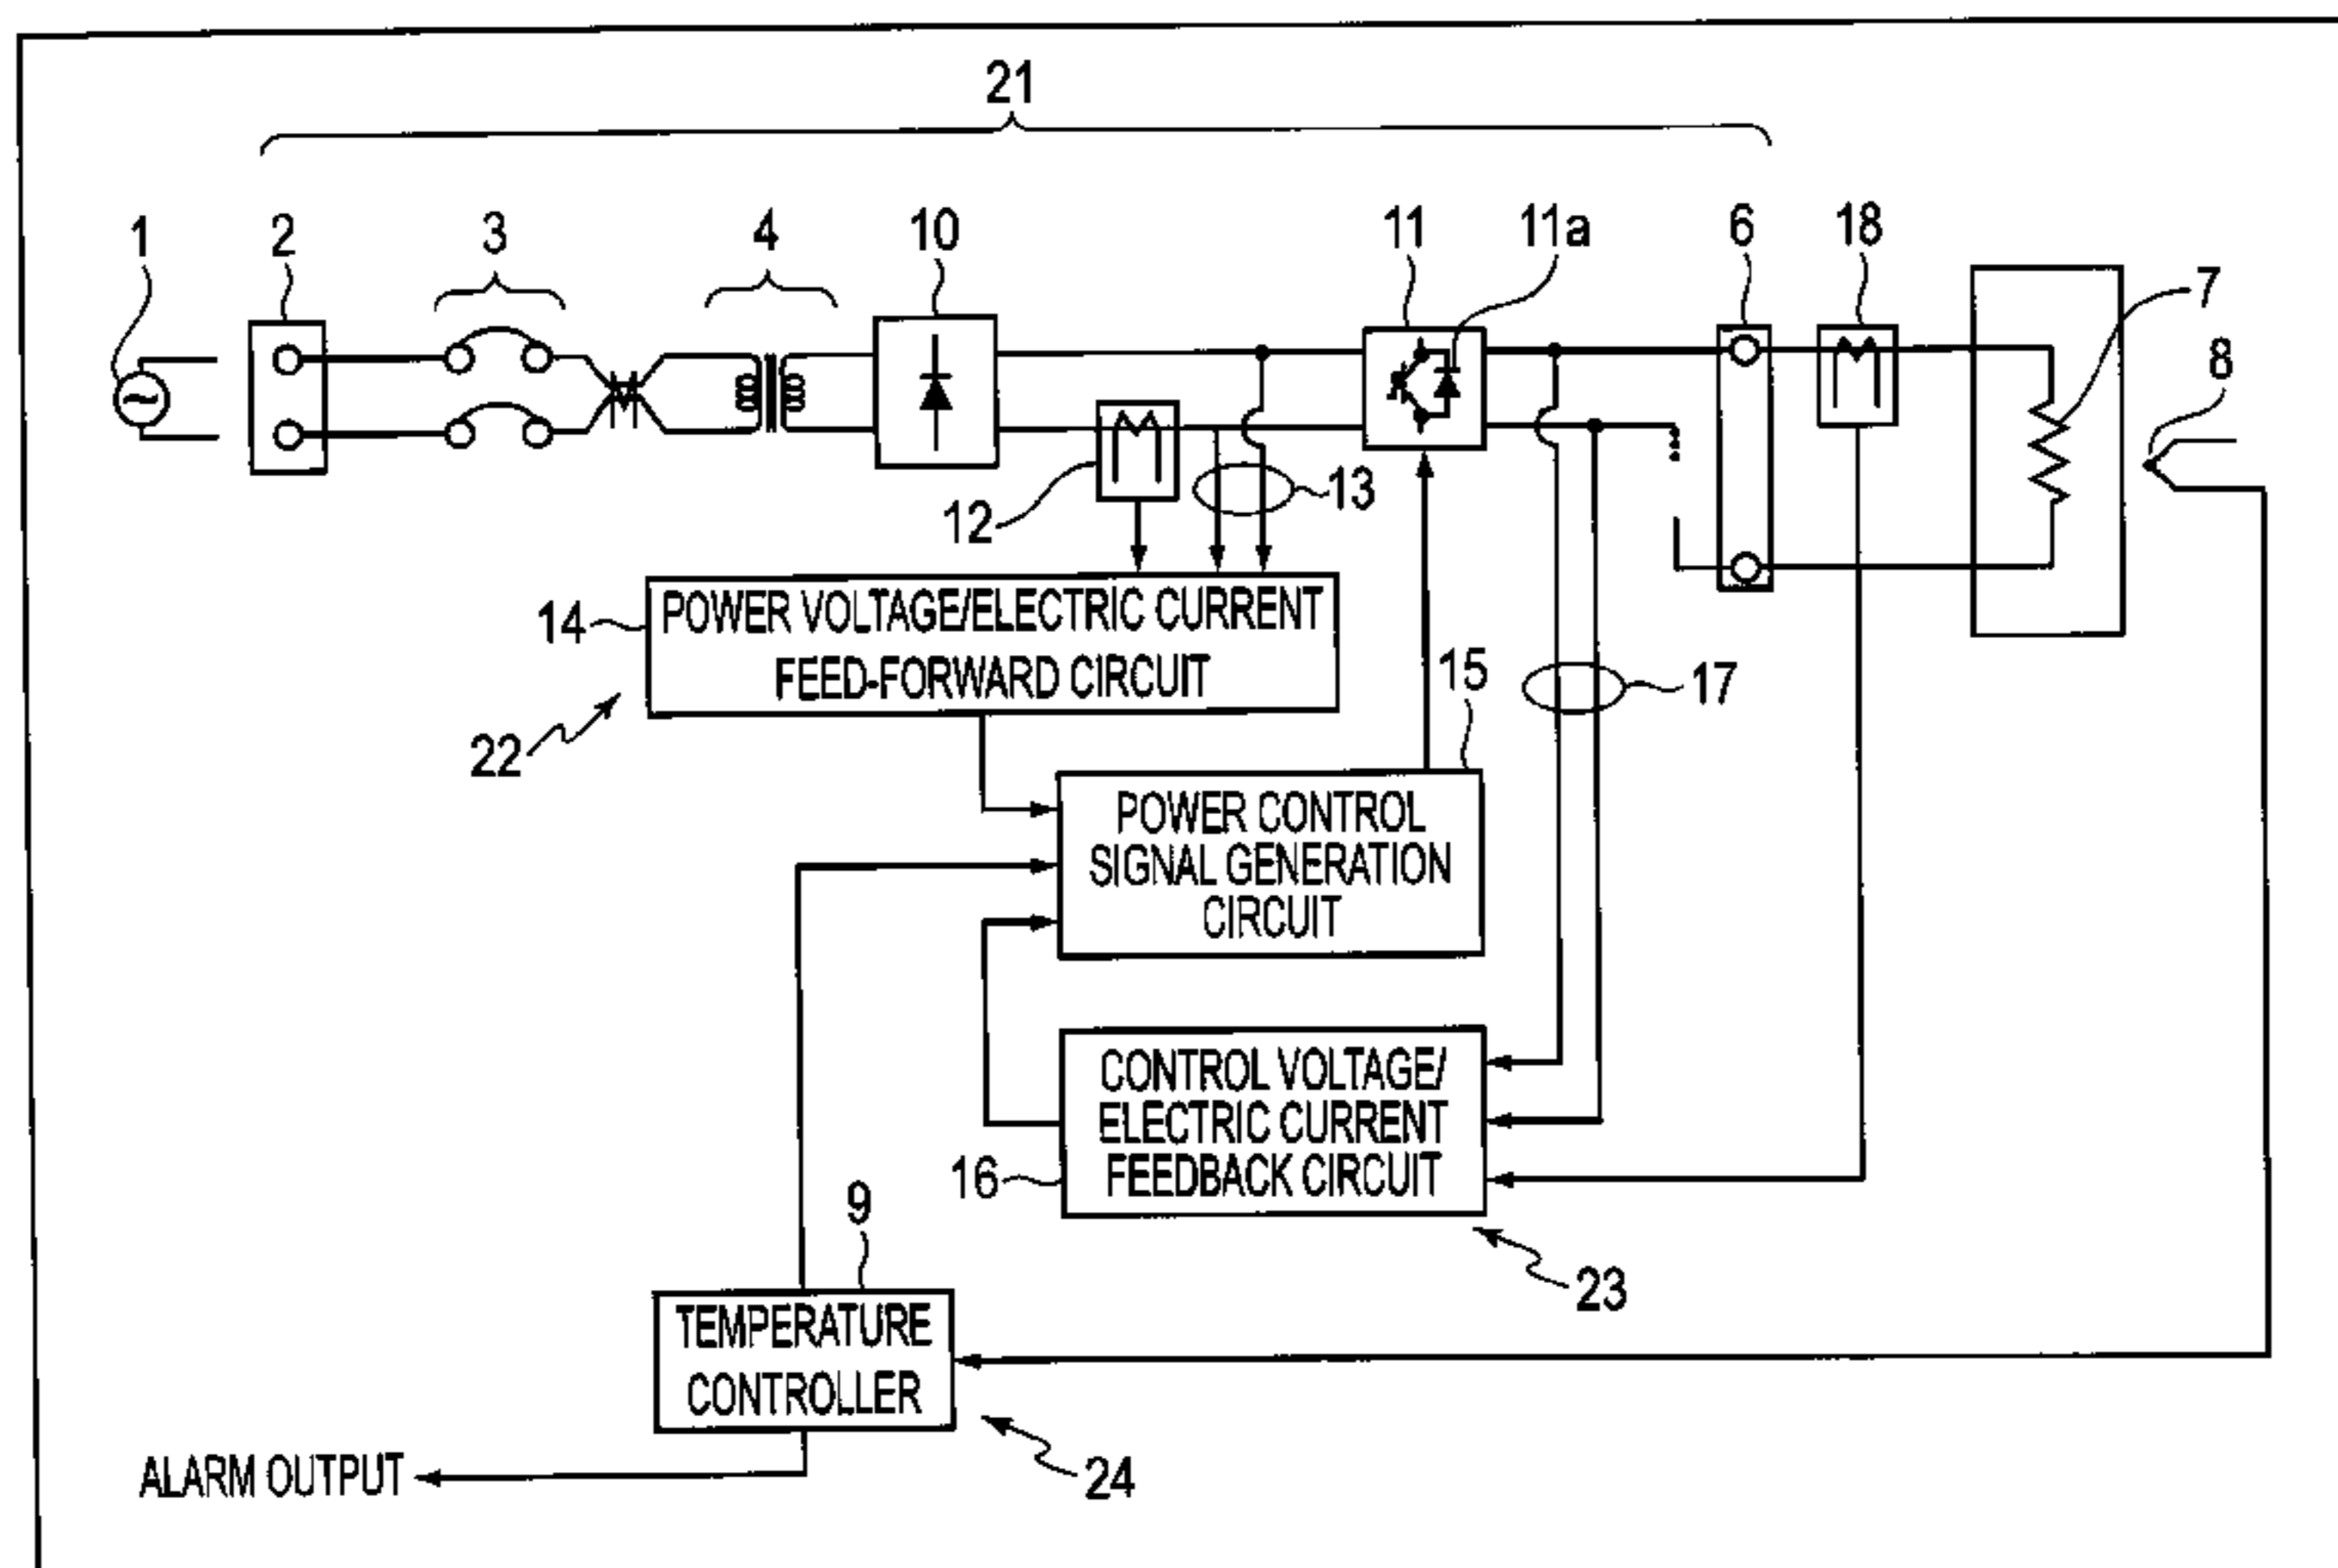 21
1
2
3
4
10
11
11a
6
18
7
8
12
13
14
POWER VOLTAGE/ELECTRIC CURRENT
FEED-FORWARD CIRCUIT
22
15
17
POWER CONTROL
SIGNAL GENERATION
CIRCUIT
CONTROL VOLTAGE/
ELECTRIC CURRENT
FEEDBACK CIRCUIT
16
23
9
TEMPERATURE
CONTROLLER
24
ALARM OUTPUT